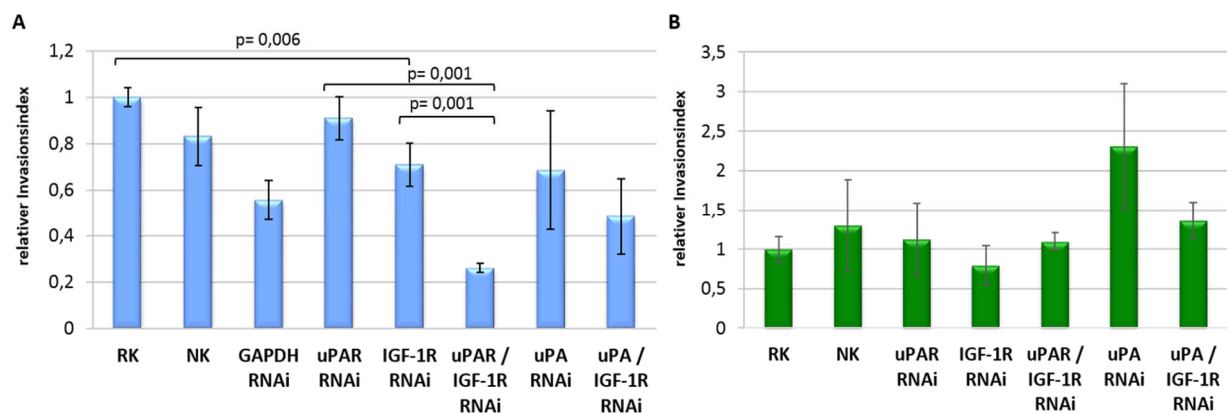 A
relativer Invasionsindex
1,2
1
0,8
0,6
0,4
0,2
0
p= 0,006
p= 0,001
p= 0,001
RK
NK
GAPDH
RNAi
uPAR
RNAi
IGF-1R
RNAi
uPAR /
IGF-1R
RNAi
uPA
RNAi
uPA /
IGF-1R
RNAi
B
relativer Invasionsindex
3,5
3
2,5
2
1,5
1
0,5
0
RK
NK
uPAR
RNAi
IGF-1R
RNAi
uPAR /
IGF-1R
RNAi
uPA
RNAi
uPA /
IGF-1R
RNAi